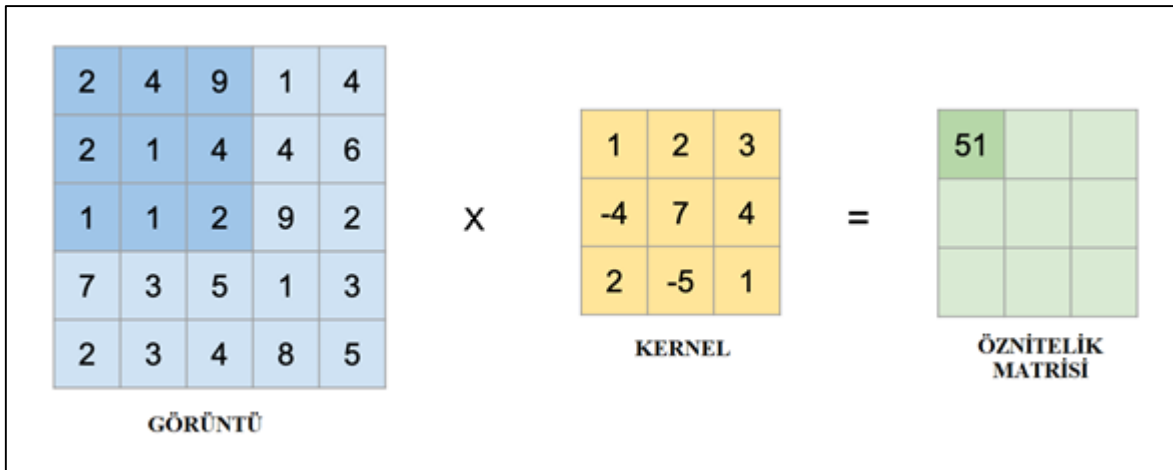 2 4 9 1 4
2 1 4 4 6
1 1 2 9 2
7 3 5 1 3
2 3 4 8 5
GÖRÜNTÜ
x
1 2 3
-4 7 4
2 -5 1
KERNEL
=
51
ÖZNİTELİK
MATRİSİ